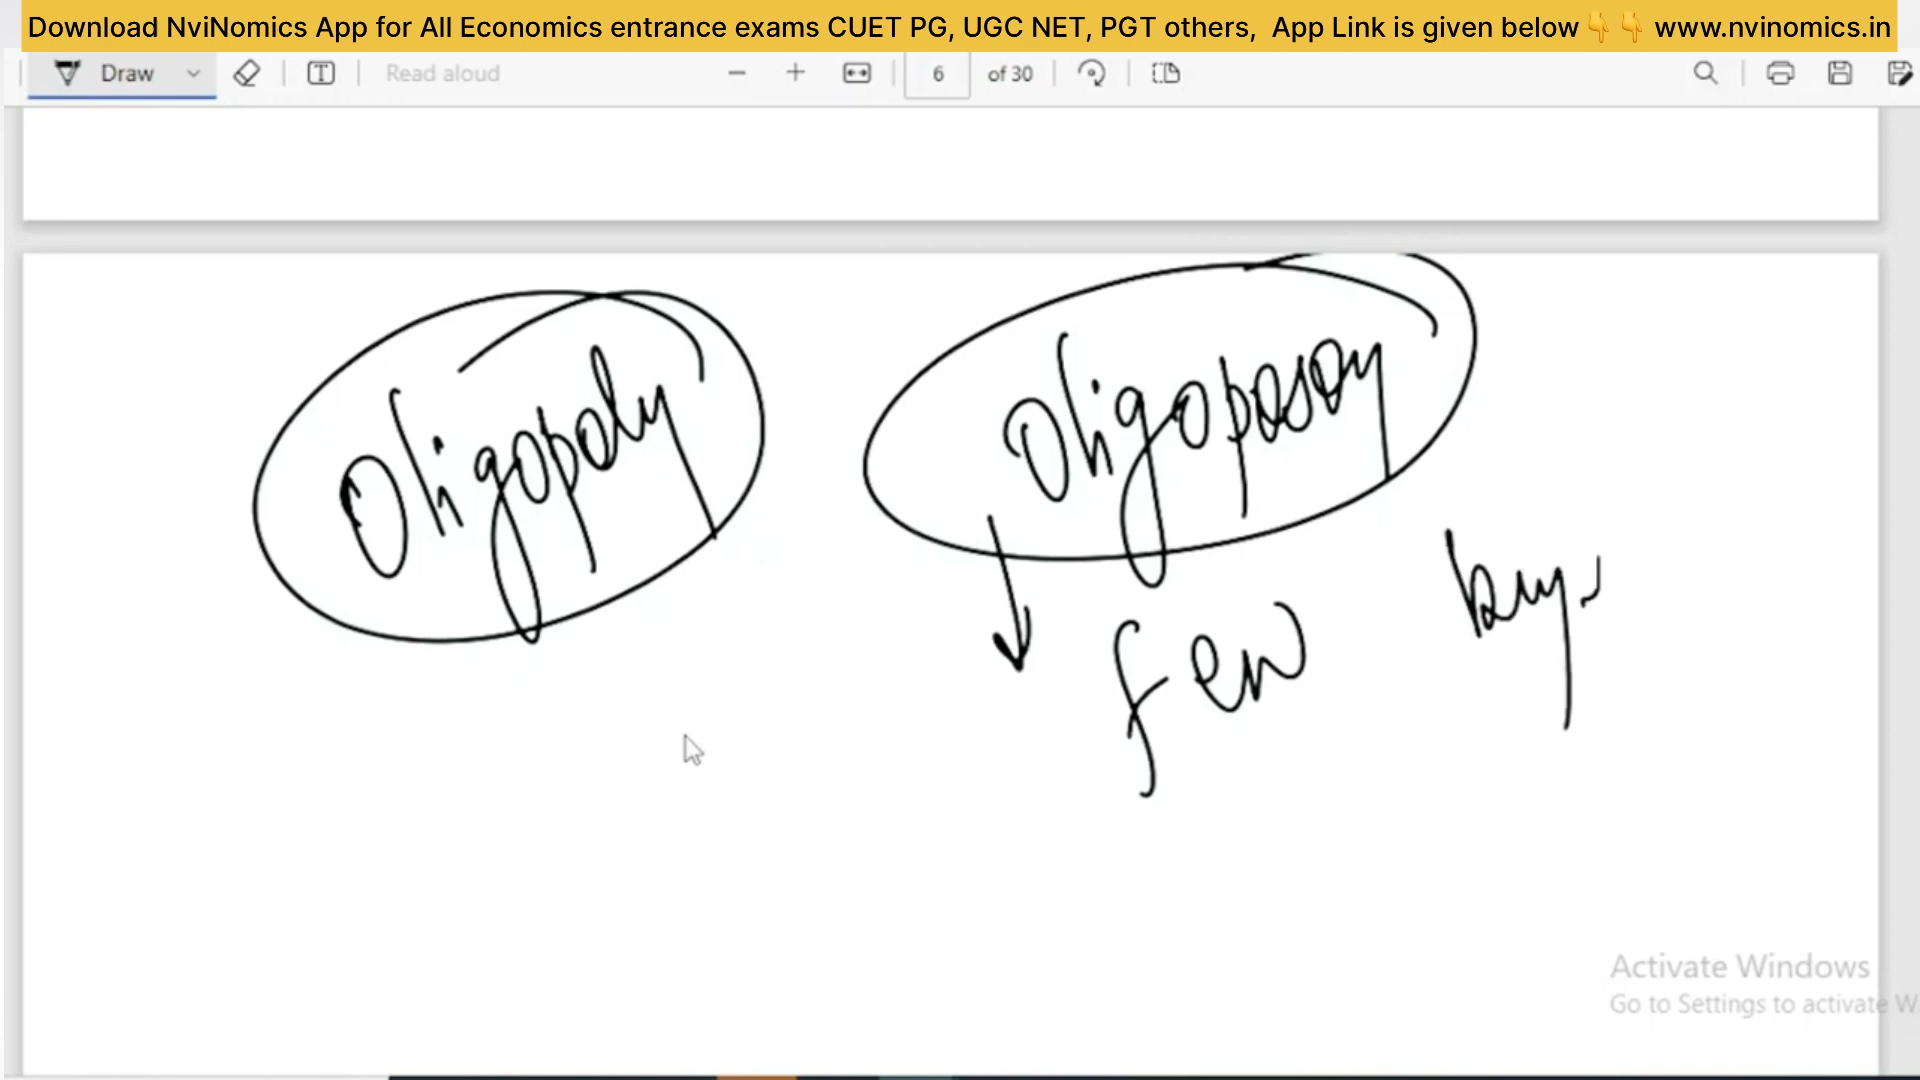 Download NviNomics App for All Economics entrance exams CUET PG, UGC NET, PGT others, App Link is given below👇👇 www.nvinomics.in
Draw Read aloud 6 of 30
Oligopoly Oligoposony
few buy.
Activate Windows
Go to Settings to activate W